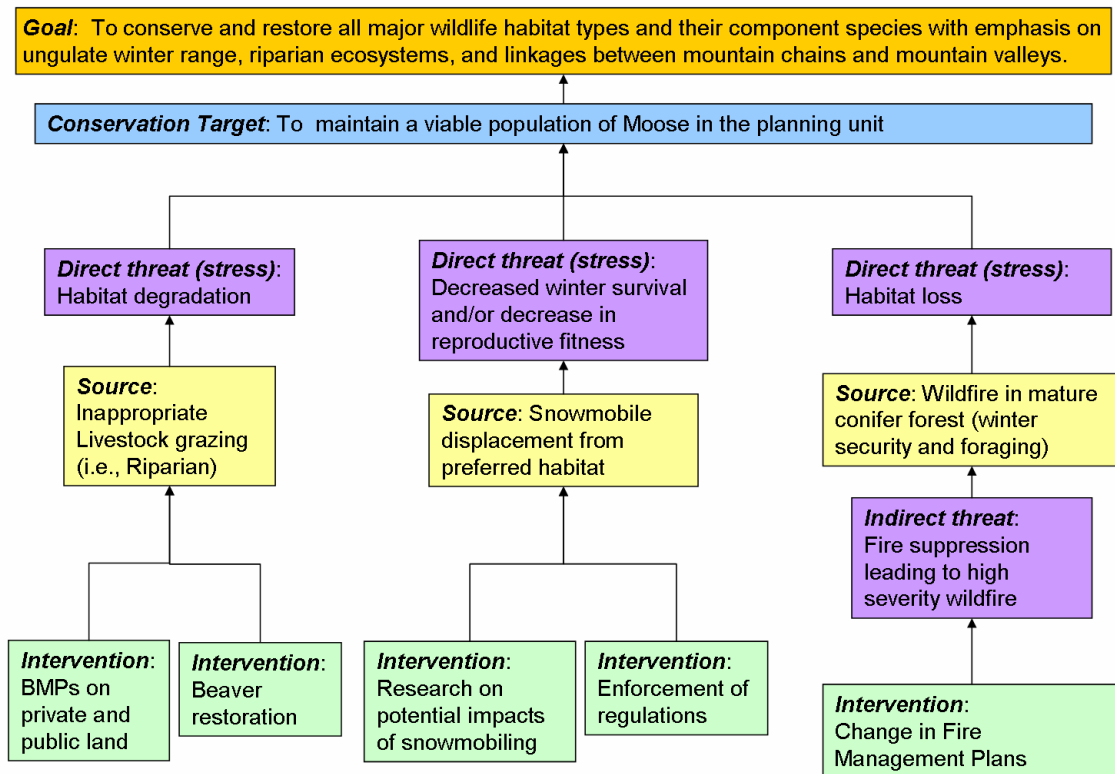 Goal: To conserve and restore all major wildlife habitat types and their component species with emphasis on
ungulate winter range, riparian ecosystems, and linkages between mountain chains and mountain valleys.
Conservation Target: To maintain a viable population of Moose in the planning unit
Direct threat (stress):
Habitat degradation
Direct threat (stress):
Decreased winter survival
and/or decrease in
reproductive fitness
Direct threat (stress):
Habitat loss
Source:
Inappropriate
Livestock grazing
(i.e., Riparian)
Source: Snowmobile
displacement from
preferred habitat
Source: Wildfire in mature
conifer forest (winter
security and foraging)
Indirect threat:
Fire suppression
leading to high
severity wildfire
Intervention:
BMPs on
private and
public land
Intervention:
Beaver
restoration
Intervention:
Research on
potential impacts
of snowmobiling
Intervention:
Enforcement of
regulations
Intervention:
Change in Fire
Management Plans